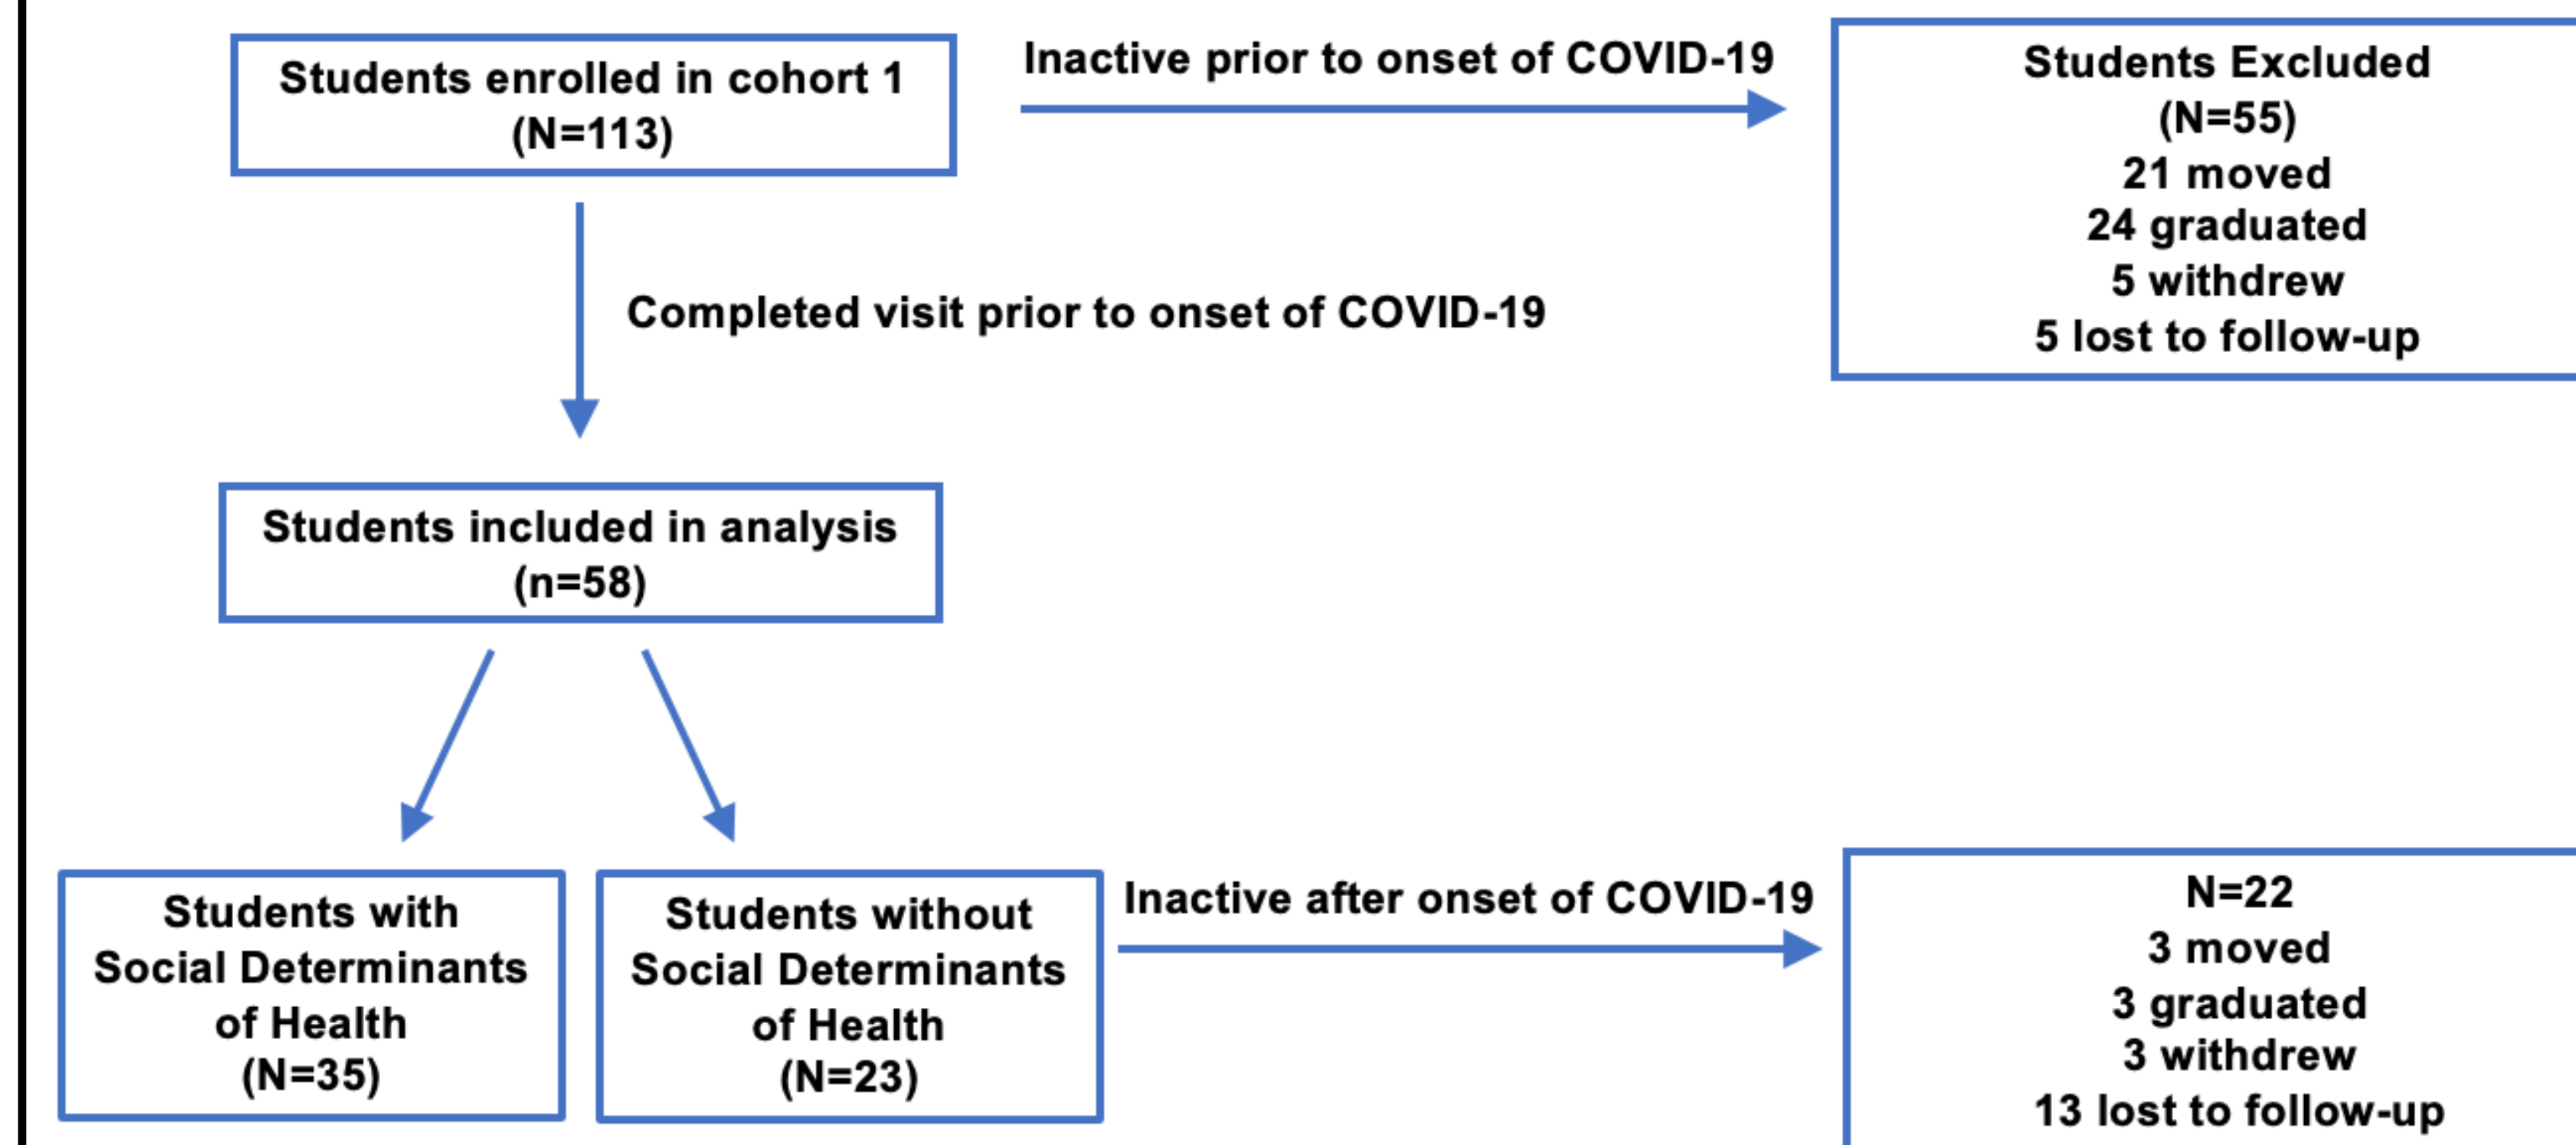 Students enrolled in cohort 1
(N=113)
Inactive prior to onset of COVID-19
Students Excluded
(N=55)
21 moved
24 graduated
5 withdrew
5 lost to follow-up
Completed visit prior to onset of COVID-19
Students included in analysis
(n=58)
Students with
Social Determinants
of Health
(N=35)
Students without
Social Determinants
of Health
(N=23)
Inactive after onset of COVID-19
N=22
3 moved
3 graduated
3 withdrew
13 lost to follow-up